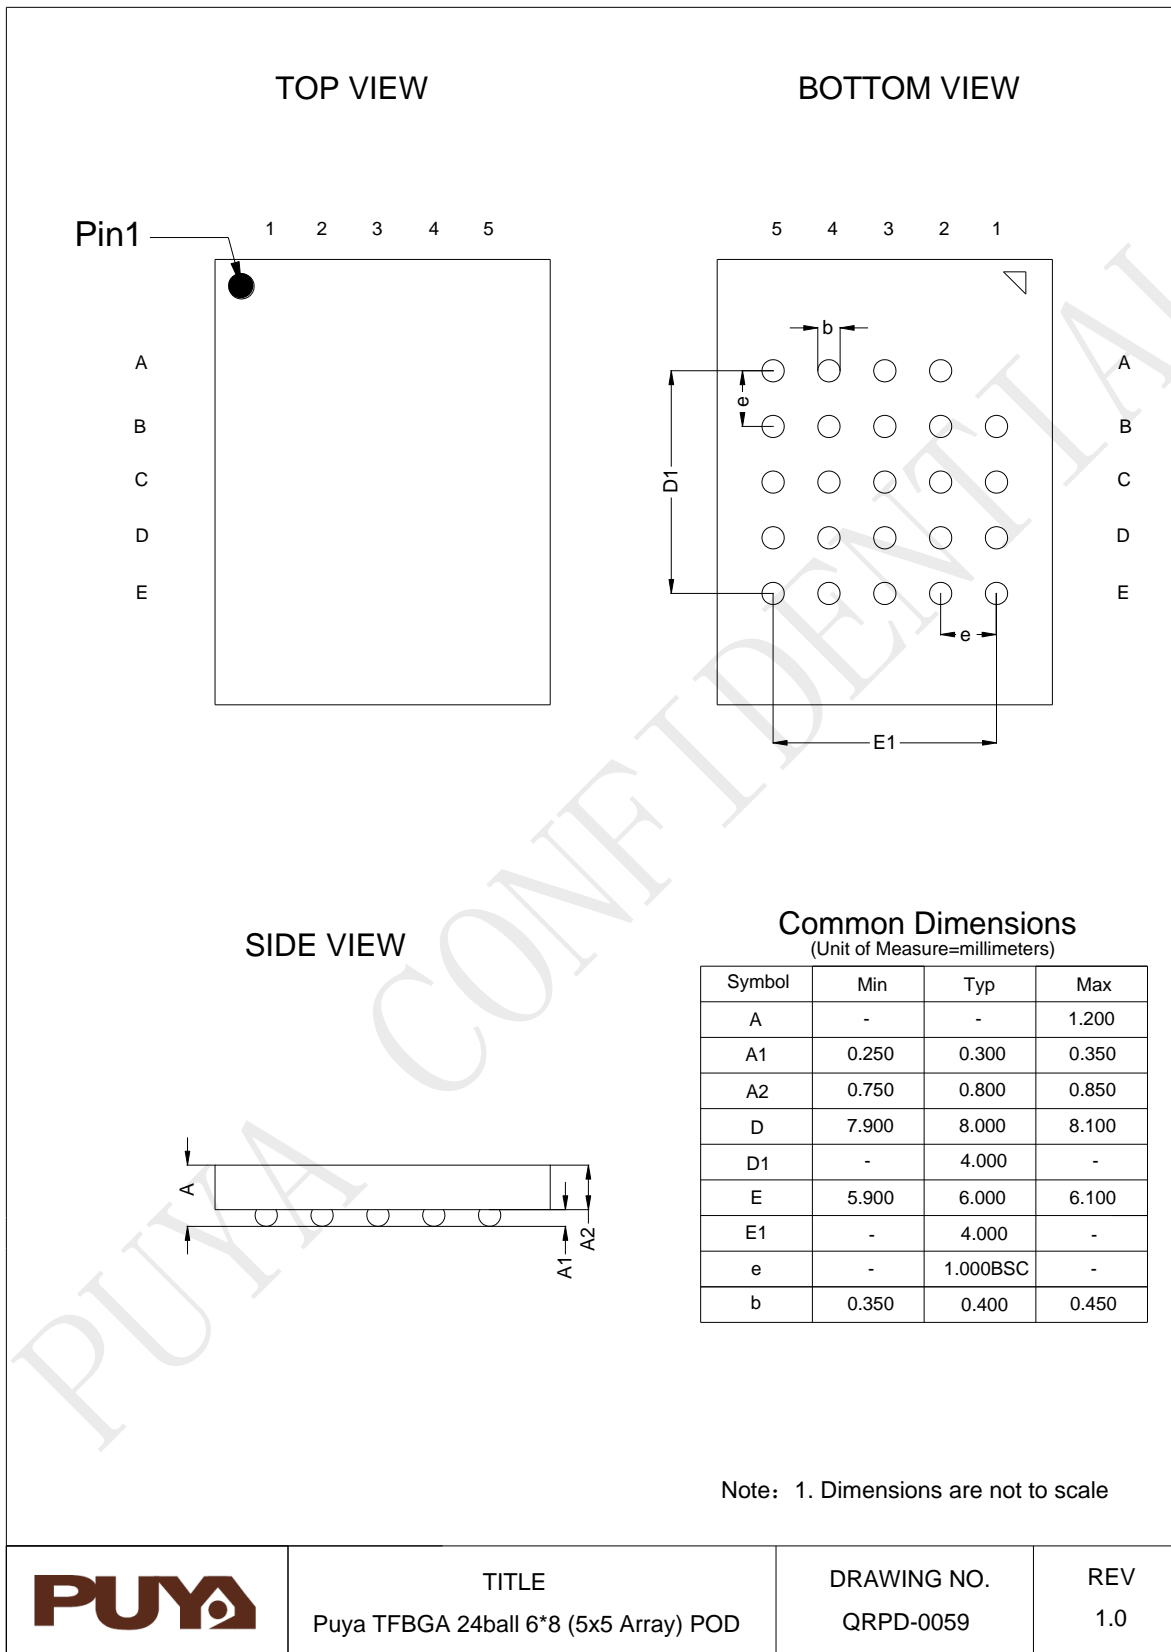 TOP VIEW
BOTTOM VIEW
Pin1
1 2 3 4 5
5 4 3 2 1
A
B
C
D
E
b
e
D1
e
E1
A
B
C
D
E
SIDE VIEW
A
A1
A2
Common Dimensions
(Unit of Measure=millimeters)
Symbol Min Typ Max
A - - 1.200
A1 0.250 0.300 0.350
A2 0.750 0.800 0.850
D 7.900 8.000 8.100
D1 - 4.000 -
E 5.900 6.000 6.100
E1 - 4.000 -
e - 1.000BSC -
b 0.350 0.400 0.450
PUYA CONFIDENTIAL
Note：1. Dimensions are not to scale
PUYA
TITLE
Puya TFBGA 24ball 6*8 (5x5 Array) POD
DRAWING NO.
QRPD-0059
REV
1.0